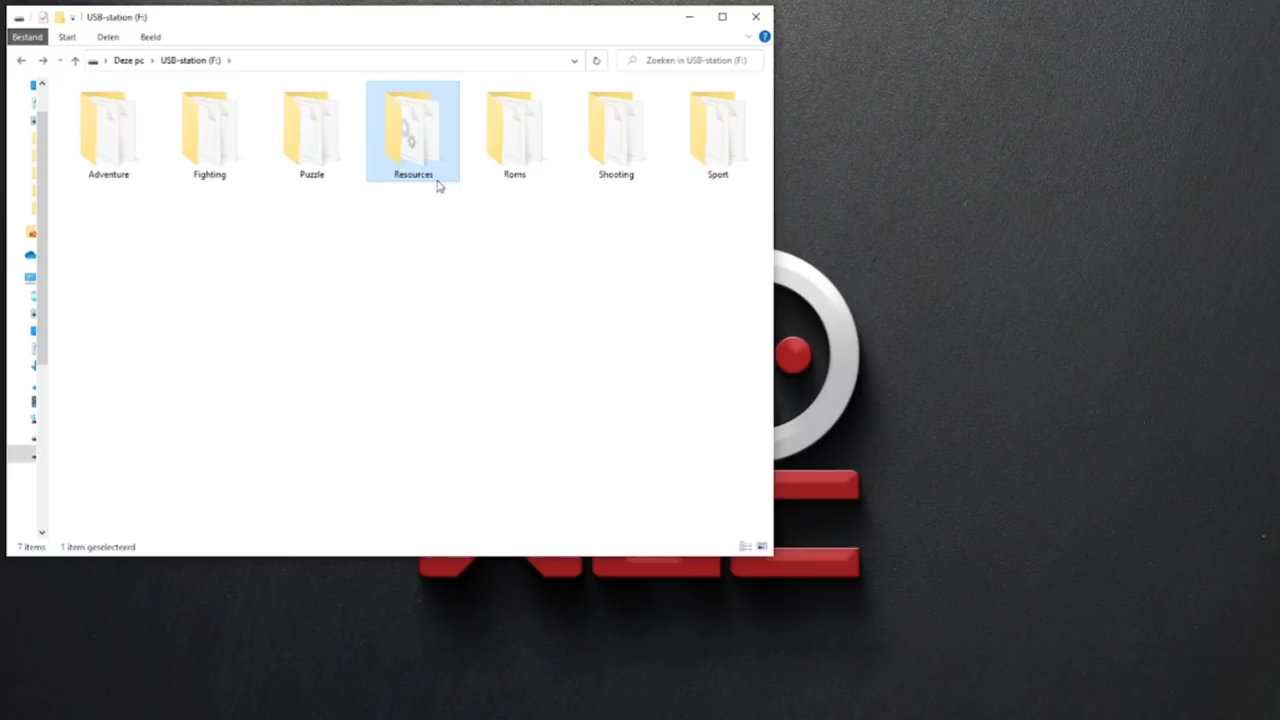 USB-station (F:)
Bestand Start Delen Beeld
Deze pc USB-station (F:) Zoeken in USB-station (F:)
Adventure Fighting Puzzle Resources Roms Shooting Sport
7 items 1 item geselecteerd